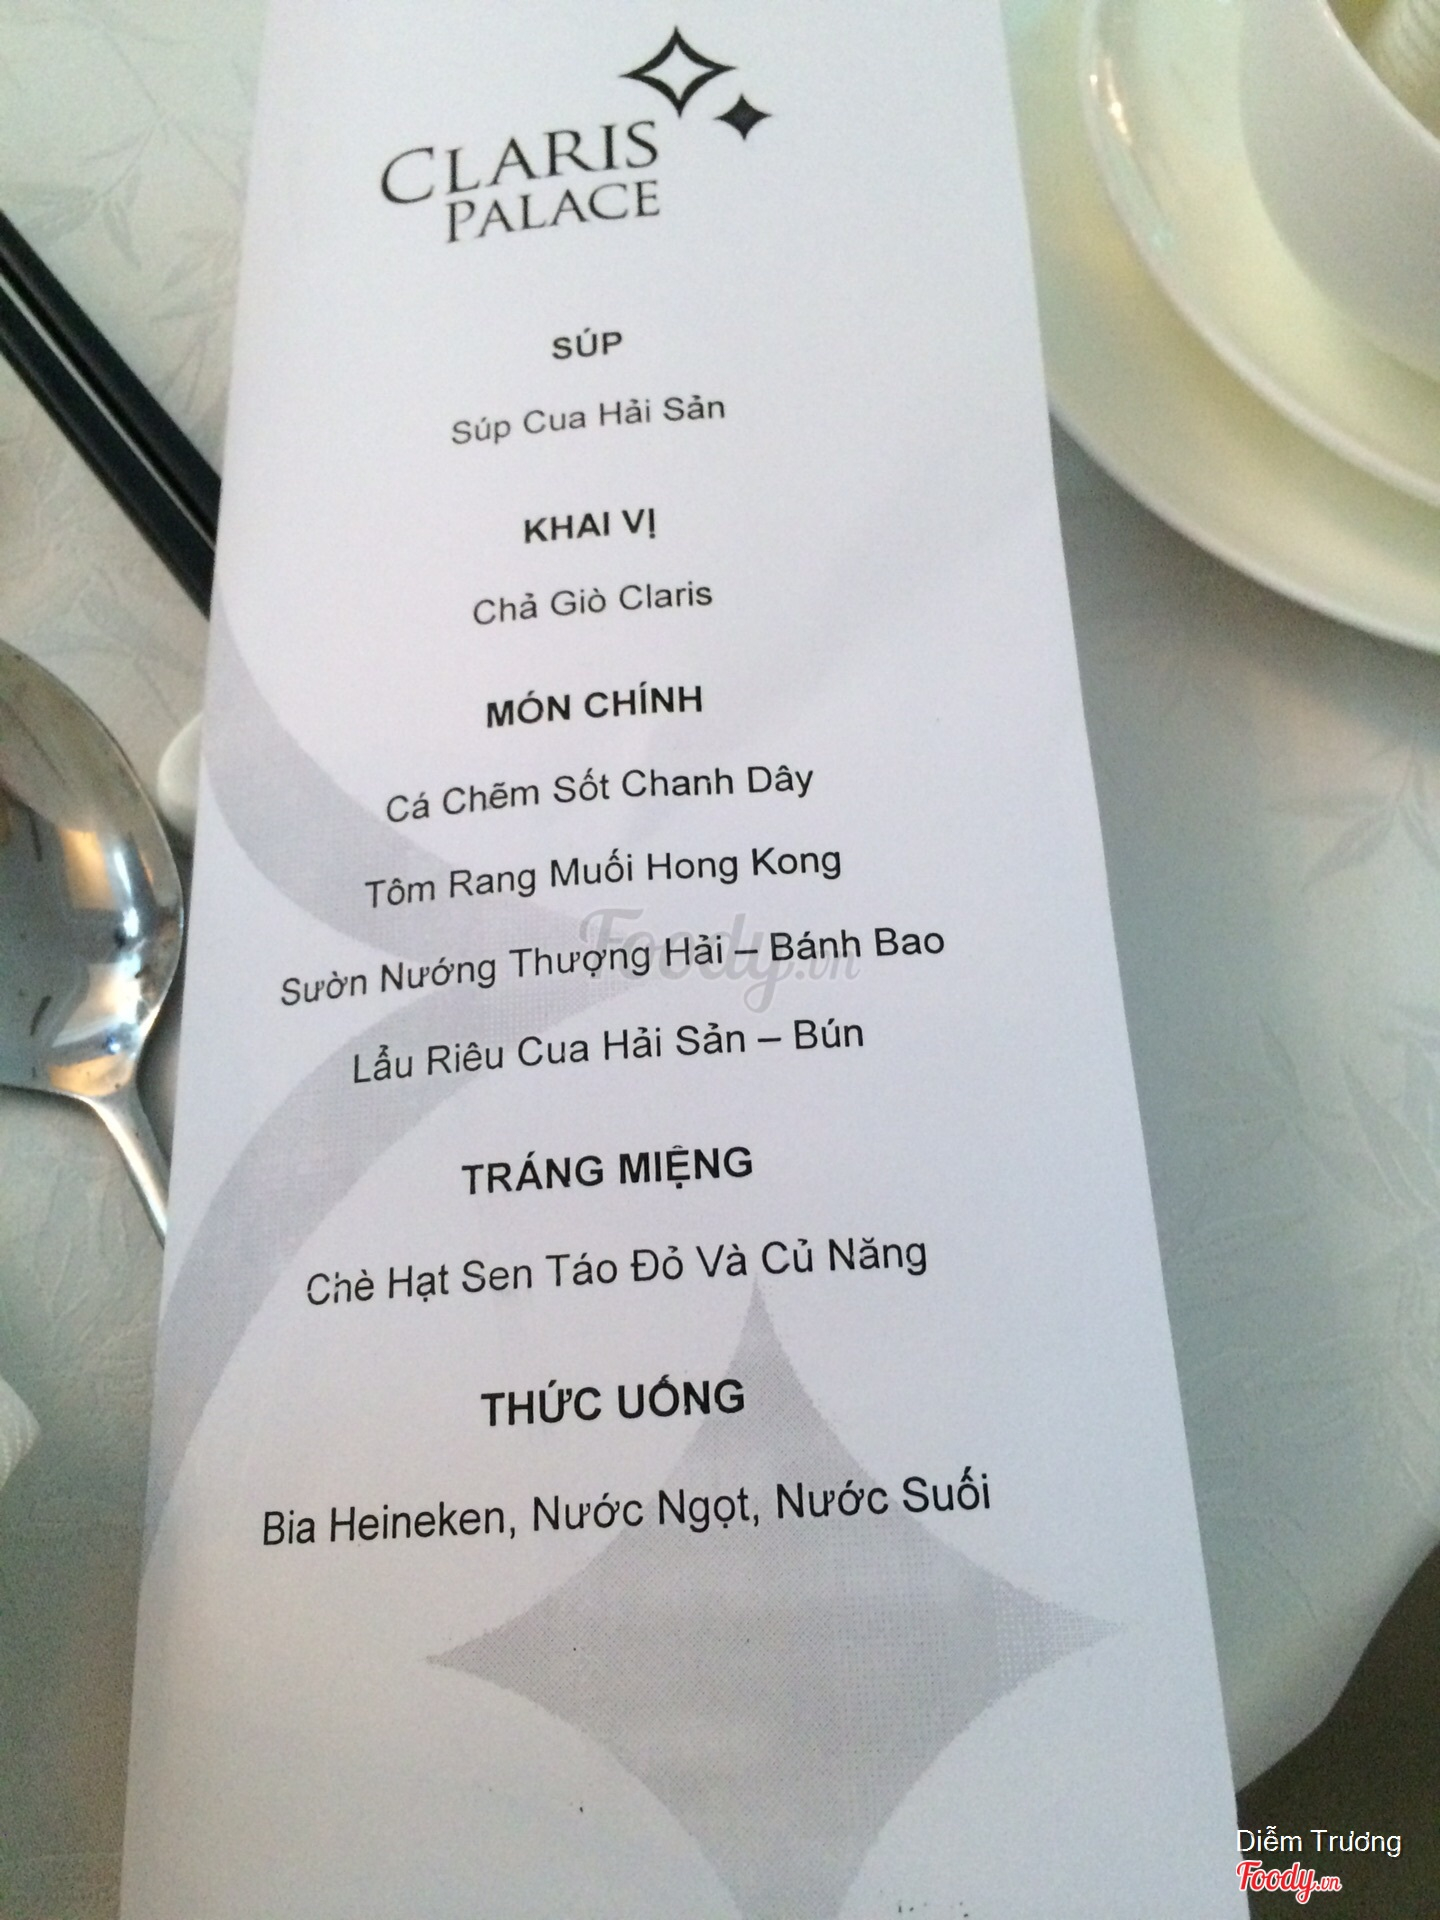 CLARIS
PALACE
SÚP
Súp Cua Hải Sản
KHAI VỊ
Chả Giò Claris
MÓN CHÍNH
Cá Chẽm Sốt Chanh Dây
Tôm Rang Muối Hong Kong
Sườn Nướng Thượng Hải – Bánh Bao
Foody.vn
Lẩu Riêu Cua Hải Sản – Bún
TRÁNG MIỆNG
Chè Hạt Sen Táo Đỏ Và Củ Năng
THỨC UỐNG
Bia Heineken, Nước Ngọt, Nước Suối
Diễm Trương
Foody.vn